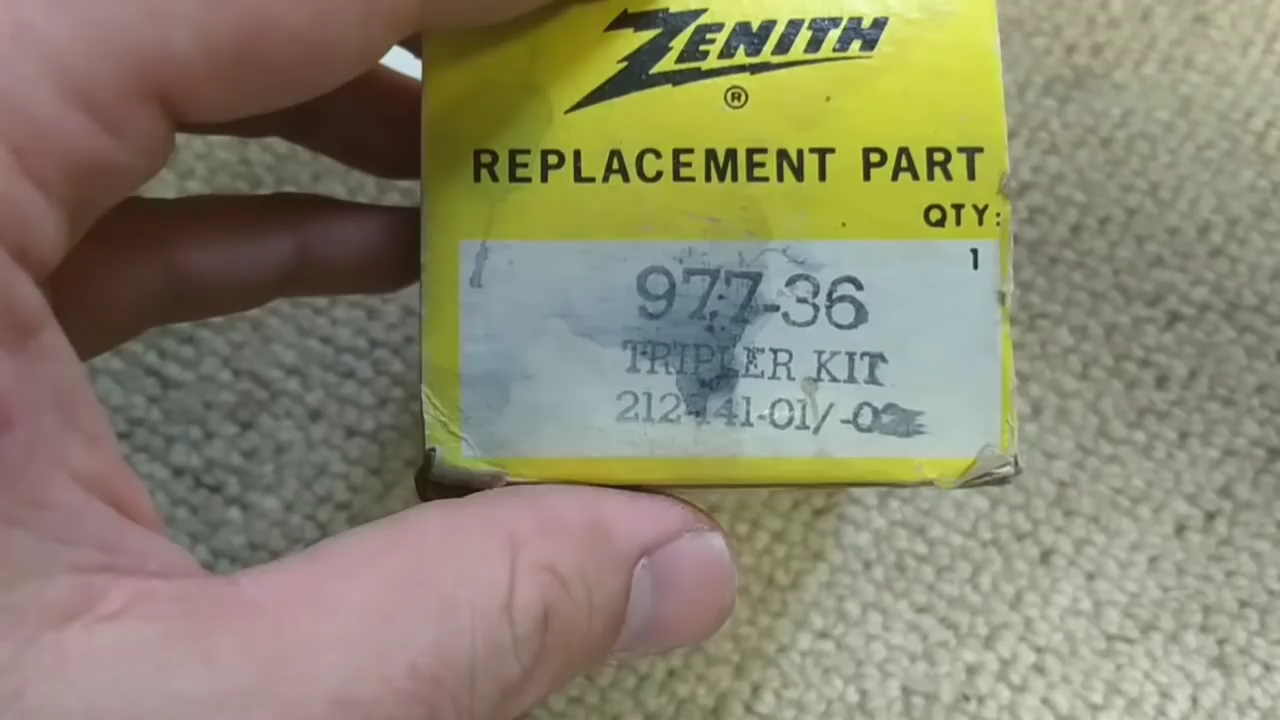 ZENITH
®
REPLACEMENT PART
QTY:
1
977-36
TRIPLER KIT
212-141-01/-02